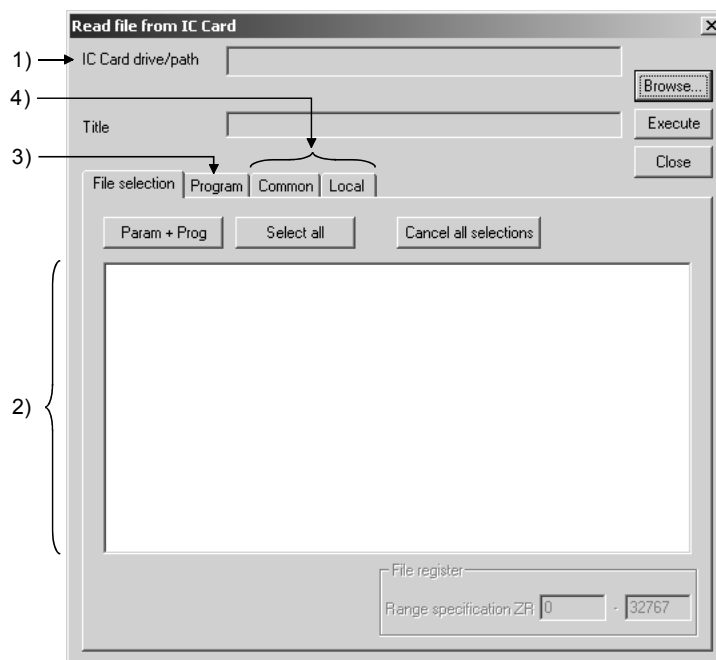 Read file from IC Card
1) IC Card drive/path
Browse...
4)
Title
Execute
3)
Close
File selection Program Common Local
Param + Prog Select all Cancel all selections
2)
File register
Range specification ZR 0 - 32767